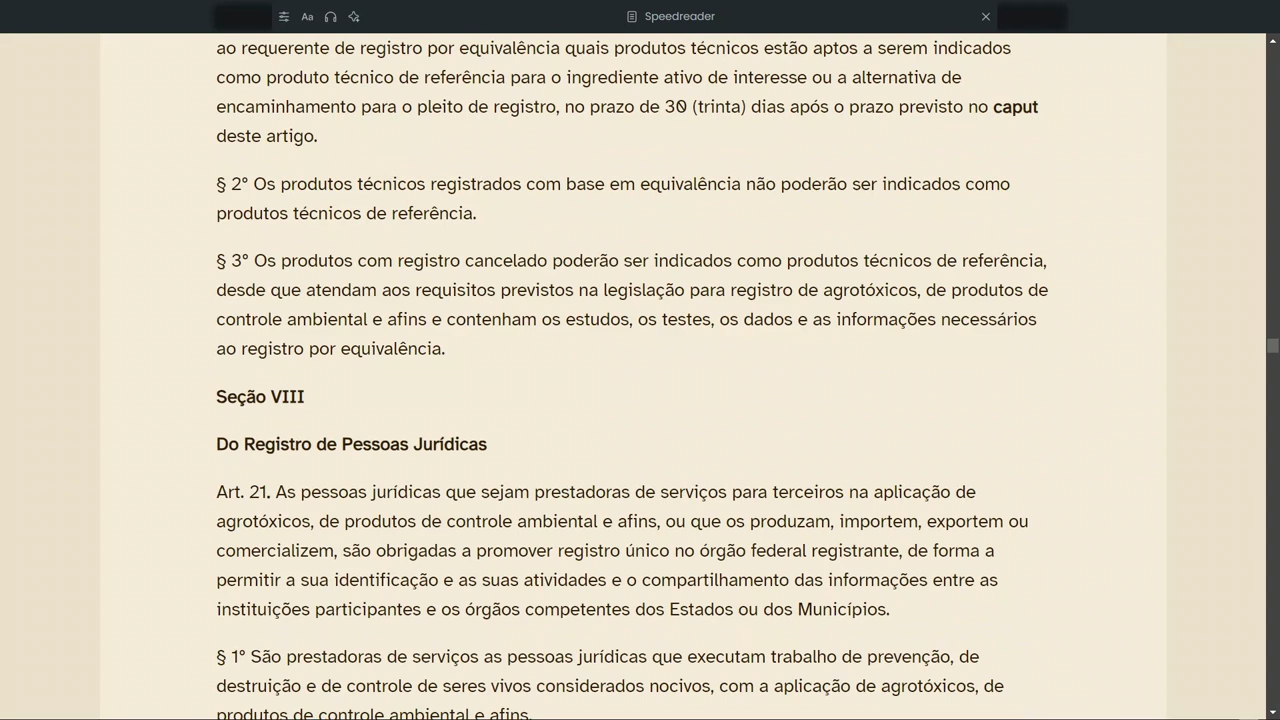 Aa
Speedreader
ao requerente de registro por equivalência quais produtos técnicos estão aptos a serem indicados
como produto técnico de referência para o ingrediente ativo de interesse ou a alternativa de
encaminhamento para o pleito de registro, no prazo de 30 (trinta) dias após o prazo previsto no caput
deste artigo.
§ 2° Os produtos técnicos registrados com base em equivalência não poderão ser indicados como
produtos técnicos de referência.
§ 3° Os produtos com registro cancelado poderão ser indicados como produtos técnicos de referência,
desde que atendam aos requisitos previstos na legislação para registro de agrotóxicos, de produtos de
controle ambiental e afins e contenham os estudos, os testes, os dados e as informações necessários
ao registro por equivalência.
Seção VIII
Do Registro de Pessoas Jurídicas
Art. 21. As pessoas jurídicas que sejam prestadoras de serviços para terceiros na aplicação de
agrotóxicos, de produtos de controle ambiental e afins, ou que os produzam, importem, exportem ou
comercializem, são obrigadas a promover registro único no órgão federal registrante, de forma a
permitir a sua identificação e as suas atividades e o compartilhamento das informações entre as
instituições participantes e os órgãos competentes dos Estados ou dos Municípios.
§ 1° São prestadoras de serviços as pessoas jurídicas que executam trabalho de prevenção, de
destruição e de controle de seres vivos considerados nocivos, com a aplicação de agrotóxicos, de
produtos de controle ambiental e afins.